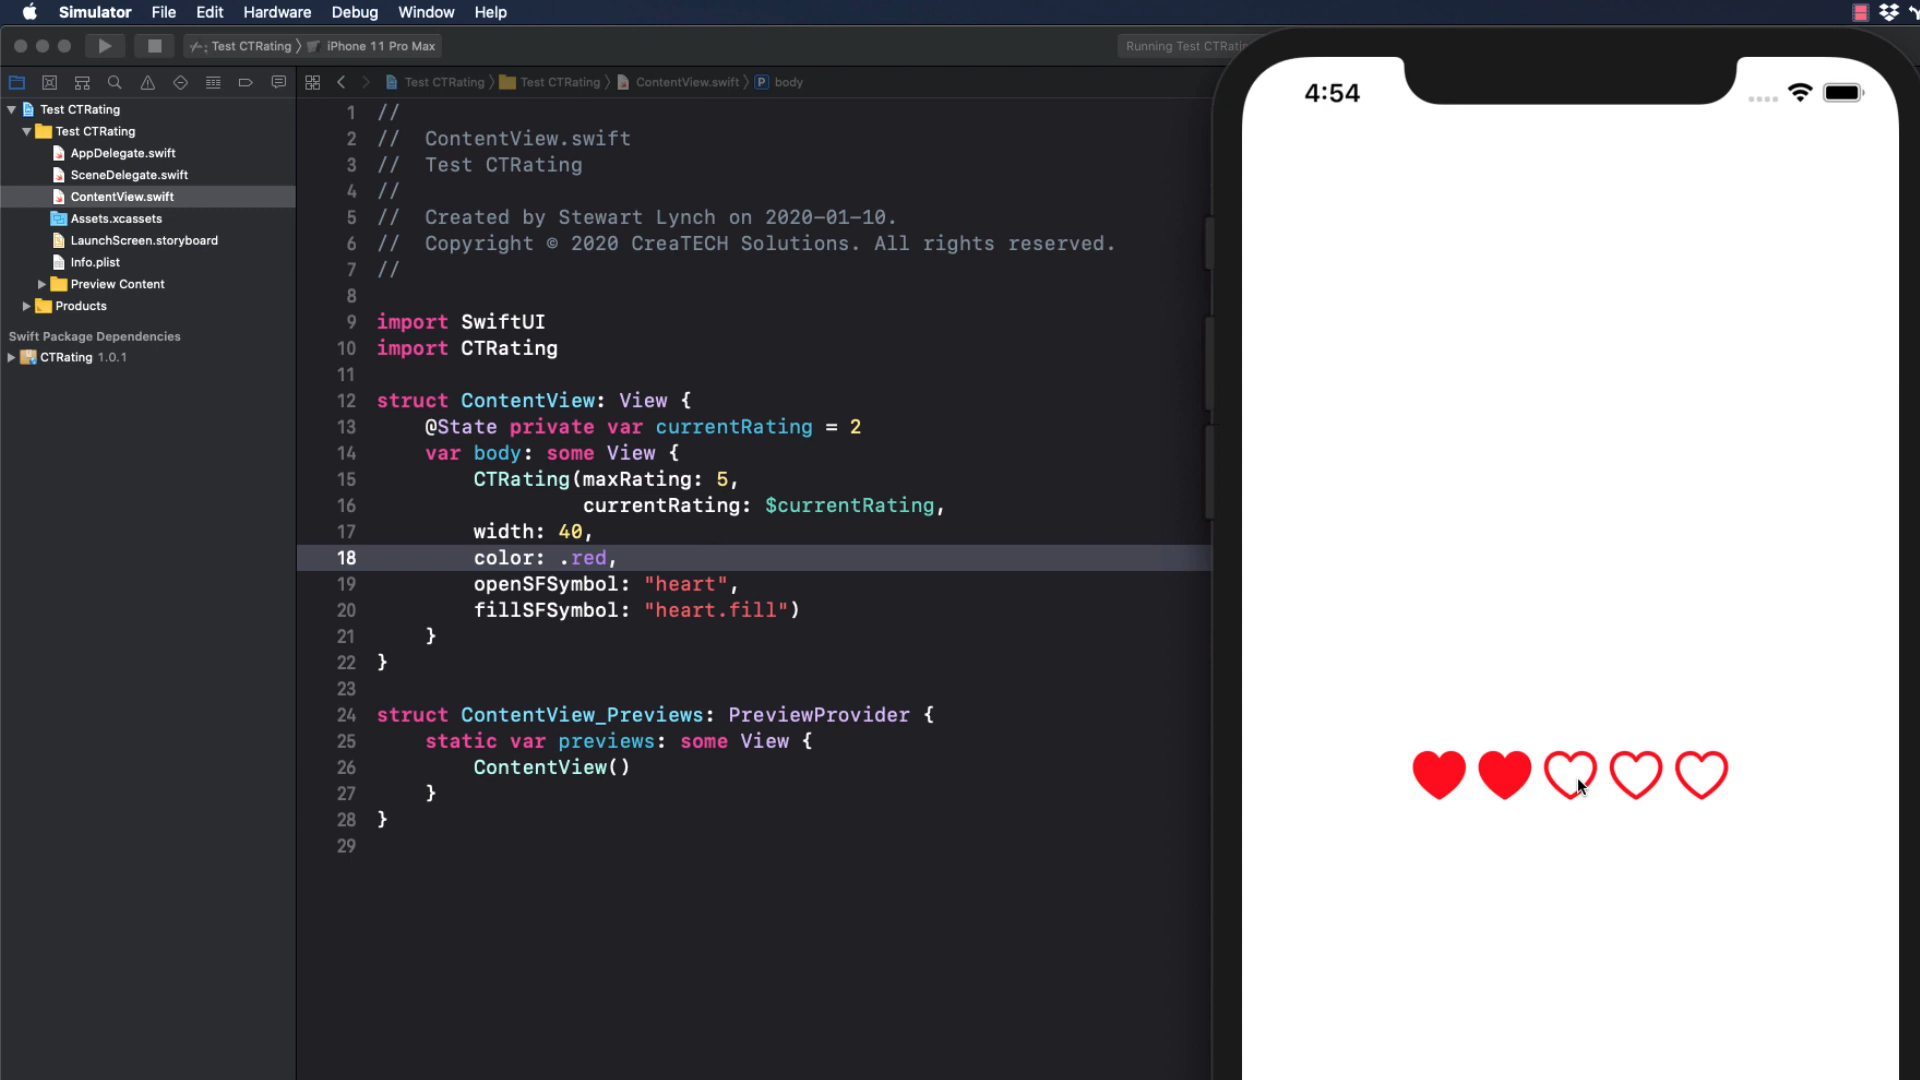 Simulator File Edit Hardware Debug Window Help
Test CTRating iPhone 11 Pro Max
Running Test CTRatin
Test CTRating Test CTRating ContentView.swift P body
4:54
Test CTRating
Test CTRating
AppDelegate.swift
SceneDelegate.swift
ContentView.swift
Assets.xcassets
LaunchScreen.storyboard
Info.plist
Preview Content
Products
Swift Package Dependencies
CTRating 1.0.1
1 //
2 //  ContentView.swift
3 //  Test CTRating
4 //
5 //  Created by Stewart Lynch on 2020-01-10.
6 //  Copyright © 2020 CreaTECH Solutions. All rights reserved.
7 //
8
9 import SwiftUI
10 import CTRating
11
12 struct ContentView: View {
13     @State private var currentRating = 2
14     var body: some View {
15         CTRating(maxRating: 5,
16                  currentRating: $currentRating,
17         width: 40,
18         color: .red,
19         openSFSymbol: "heart",
20         fillSFSymbol: "heart.fill")
21     }
22 }
23
24 struct ContentView_Previews: PreviewProvider {
25     static var previews: some View {
26         ContentView()
27     }
28 }
29